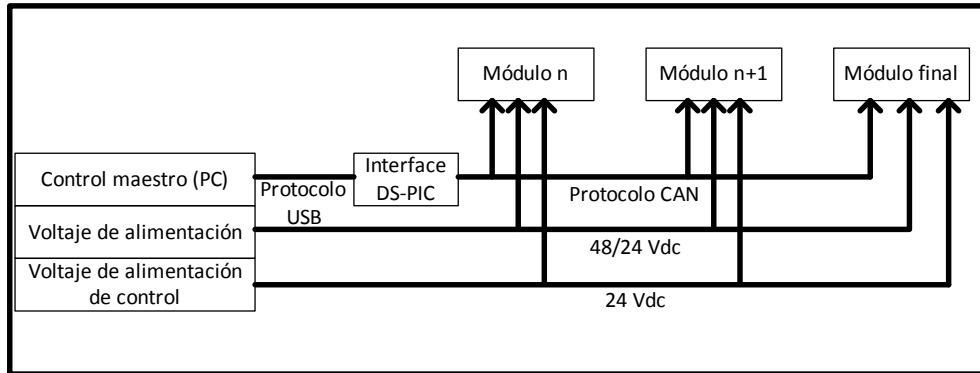 Módulo n
Módulo n+1
Módulo final
Control maestro (PC)
Protocolo
USB
Interface
DS-PIC
Protocolo CAN
Voltaje de alimentación
48/24 Vdc
Voltaje de alimentación
de control
24 Vdc